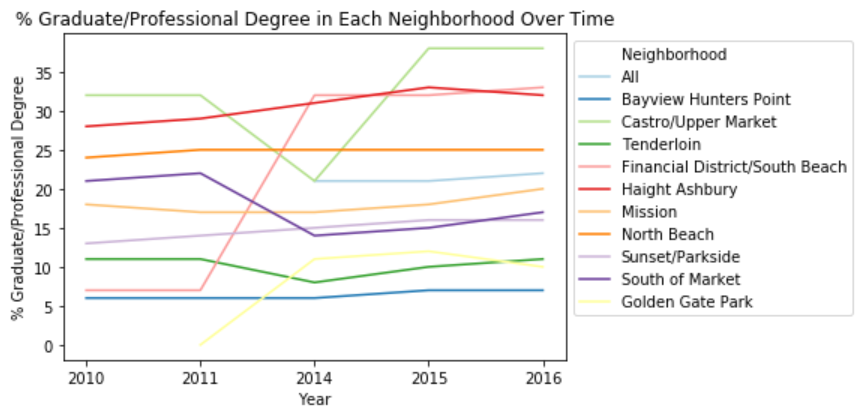 % Graduate/Professional Degree in Each Neighborhood Over Time
% Graduate/Professional Degree
35
30
25
20
15
10
5
0
2010 2011 2014 2015 2016
Year
Neighborhood
All
Bayview Hunters Point
Castro/Upper Market
Tenderloin
Financial District/South Beach
Haight Ashbury
Mission
North Beach
Sunset/Parkside
South of Market
Golden Gate Park